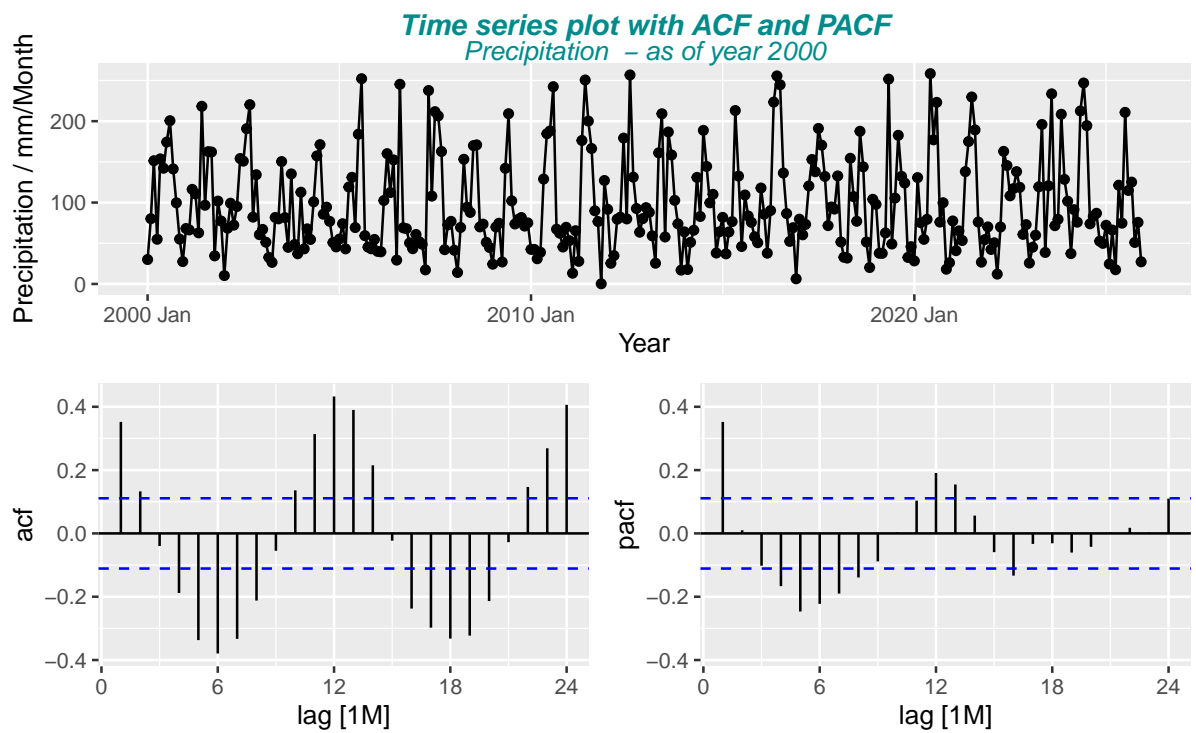 Time series plot with ACF and PACF
Precipitation – as of year 2000
Precipitation / mm/Month
200
100
0
2000 Jan
2010 Jan
2020 Jan
Year
acf
0.4
0.2
0.0
−0.2
−0.4
0
6
12
18
24
lag [1M]
pacf
0.4
0.2
0.0
−0.2
−0.4
0
6
12
18
24
lag [1M]